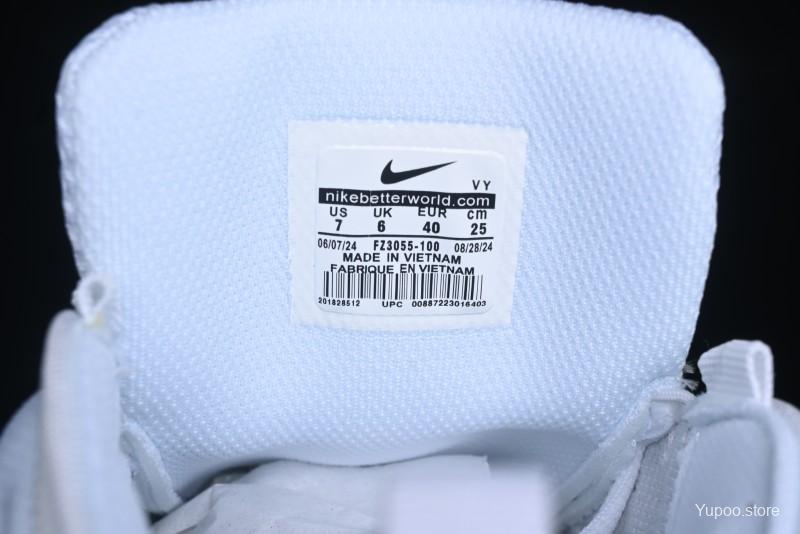 VY
nikebetterworld.com
US UK EUR cm
7 6 40 25
06/07/24 FZ3055-100 08/28/24
MADE IN VIETNAM
FABRIQUE EN VIETNAM
201828512 UPC 00887223016403
Yupoo.store